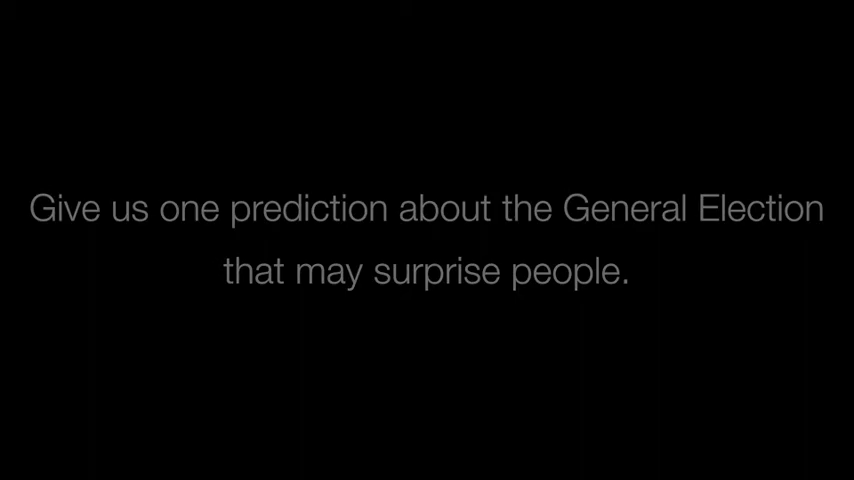 Give us one prediction about the General Election
that may surprise people.